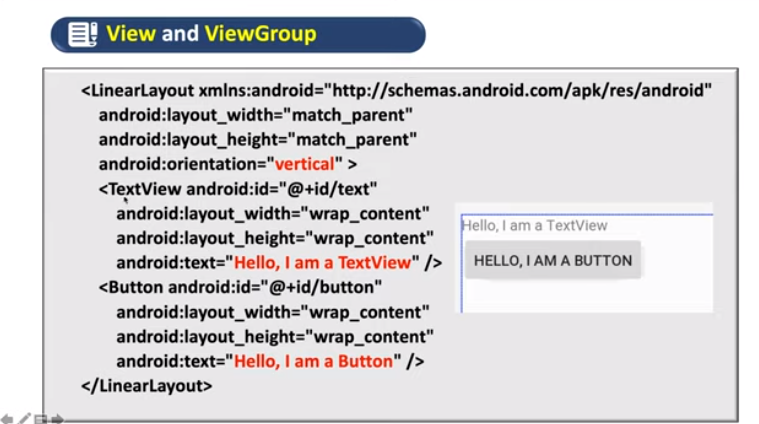 View and ViewGroup
<LinearLayout xmlns:android="http://schemas.android.com/apk/res/android"
android:layout_width="match_parent"
android:layout_height="match_parent"
android:orientation="vertical" >
<TextView android:id="@+id/text"
android:layout_width="wrap_content"
android:layout_height="wrap_content"
android:text="Hello, I am a TextView" />
<Button android:id="@+id/button"
android:layout_width="wrap_content"
android:layout_height="wrap_content"
android:text="Hello, I am a Button" />
</LinearLayout>
Hello, I am a TextView
HELLO, I AM A BUTTON